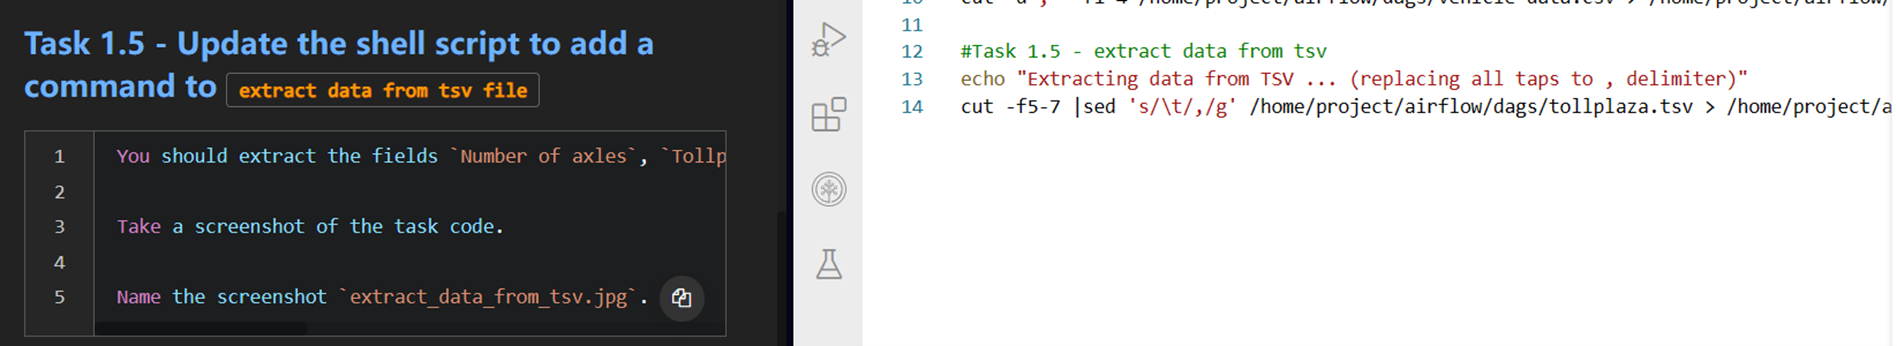 Task 1.5 - Update the shell script to add a
command to extract data from tsv file
1 You should extract the fields `Number of axles`, `Tollp
2
3 Take a screenshot of the task code.
4
5 Name the screenshot `extract_data_from_tsv.jpg`.
11
12 #Task 1.5 - extract data from tsv
13 echo "Extracting data from TSV ... (replacing all taps to , delimiter)"
14 cut -f5-7 |sed 's/\t/,/g' /home/project/airflow/dags/tollplaza.tsv > /home/project/a